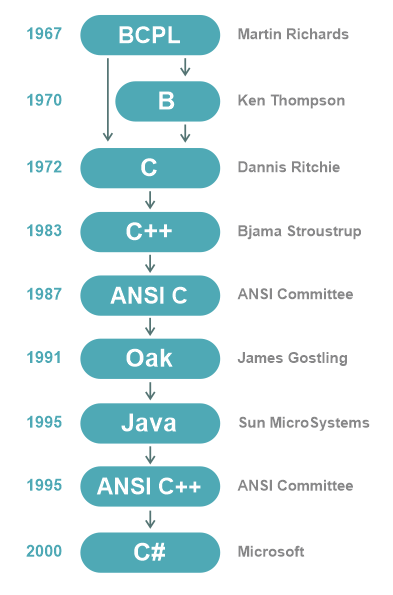 1967 BCPL Martin Richards
1970 B Ken Thompson
1972 C Dannis Ritchie
1983 C++ Bjama Stroustrup
1987 ANSI C ANSI Committee
1991 Oak James Gostling
1995 Java Sun MicroSystems
1995 ANSI C++ ANSI Committee
2000 C# Microsoft